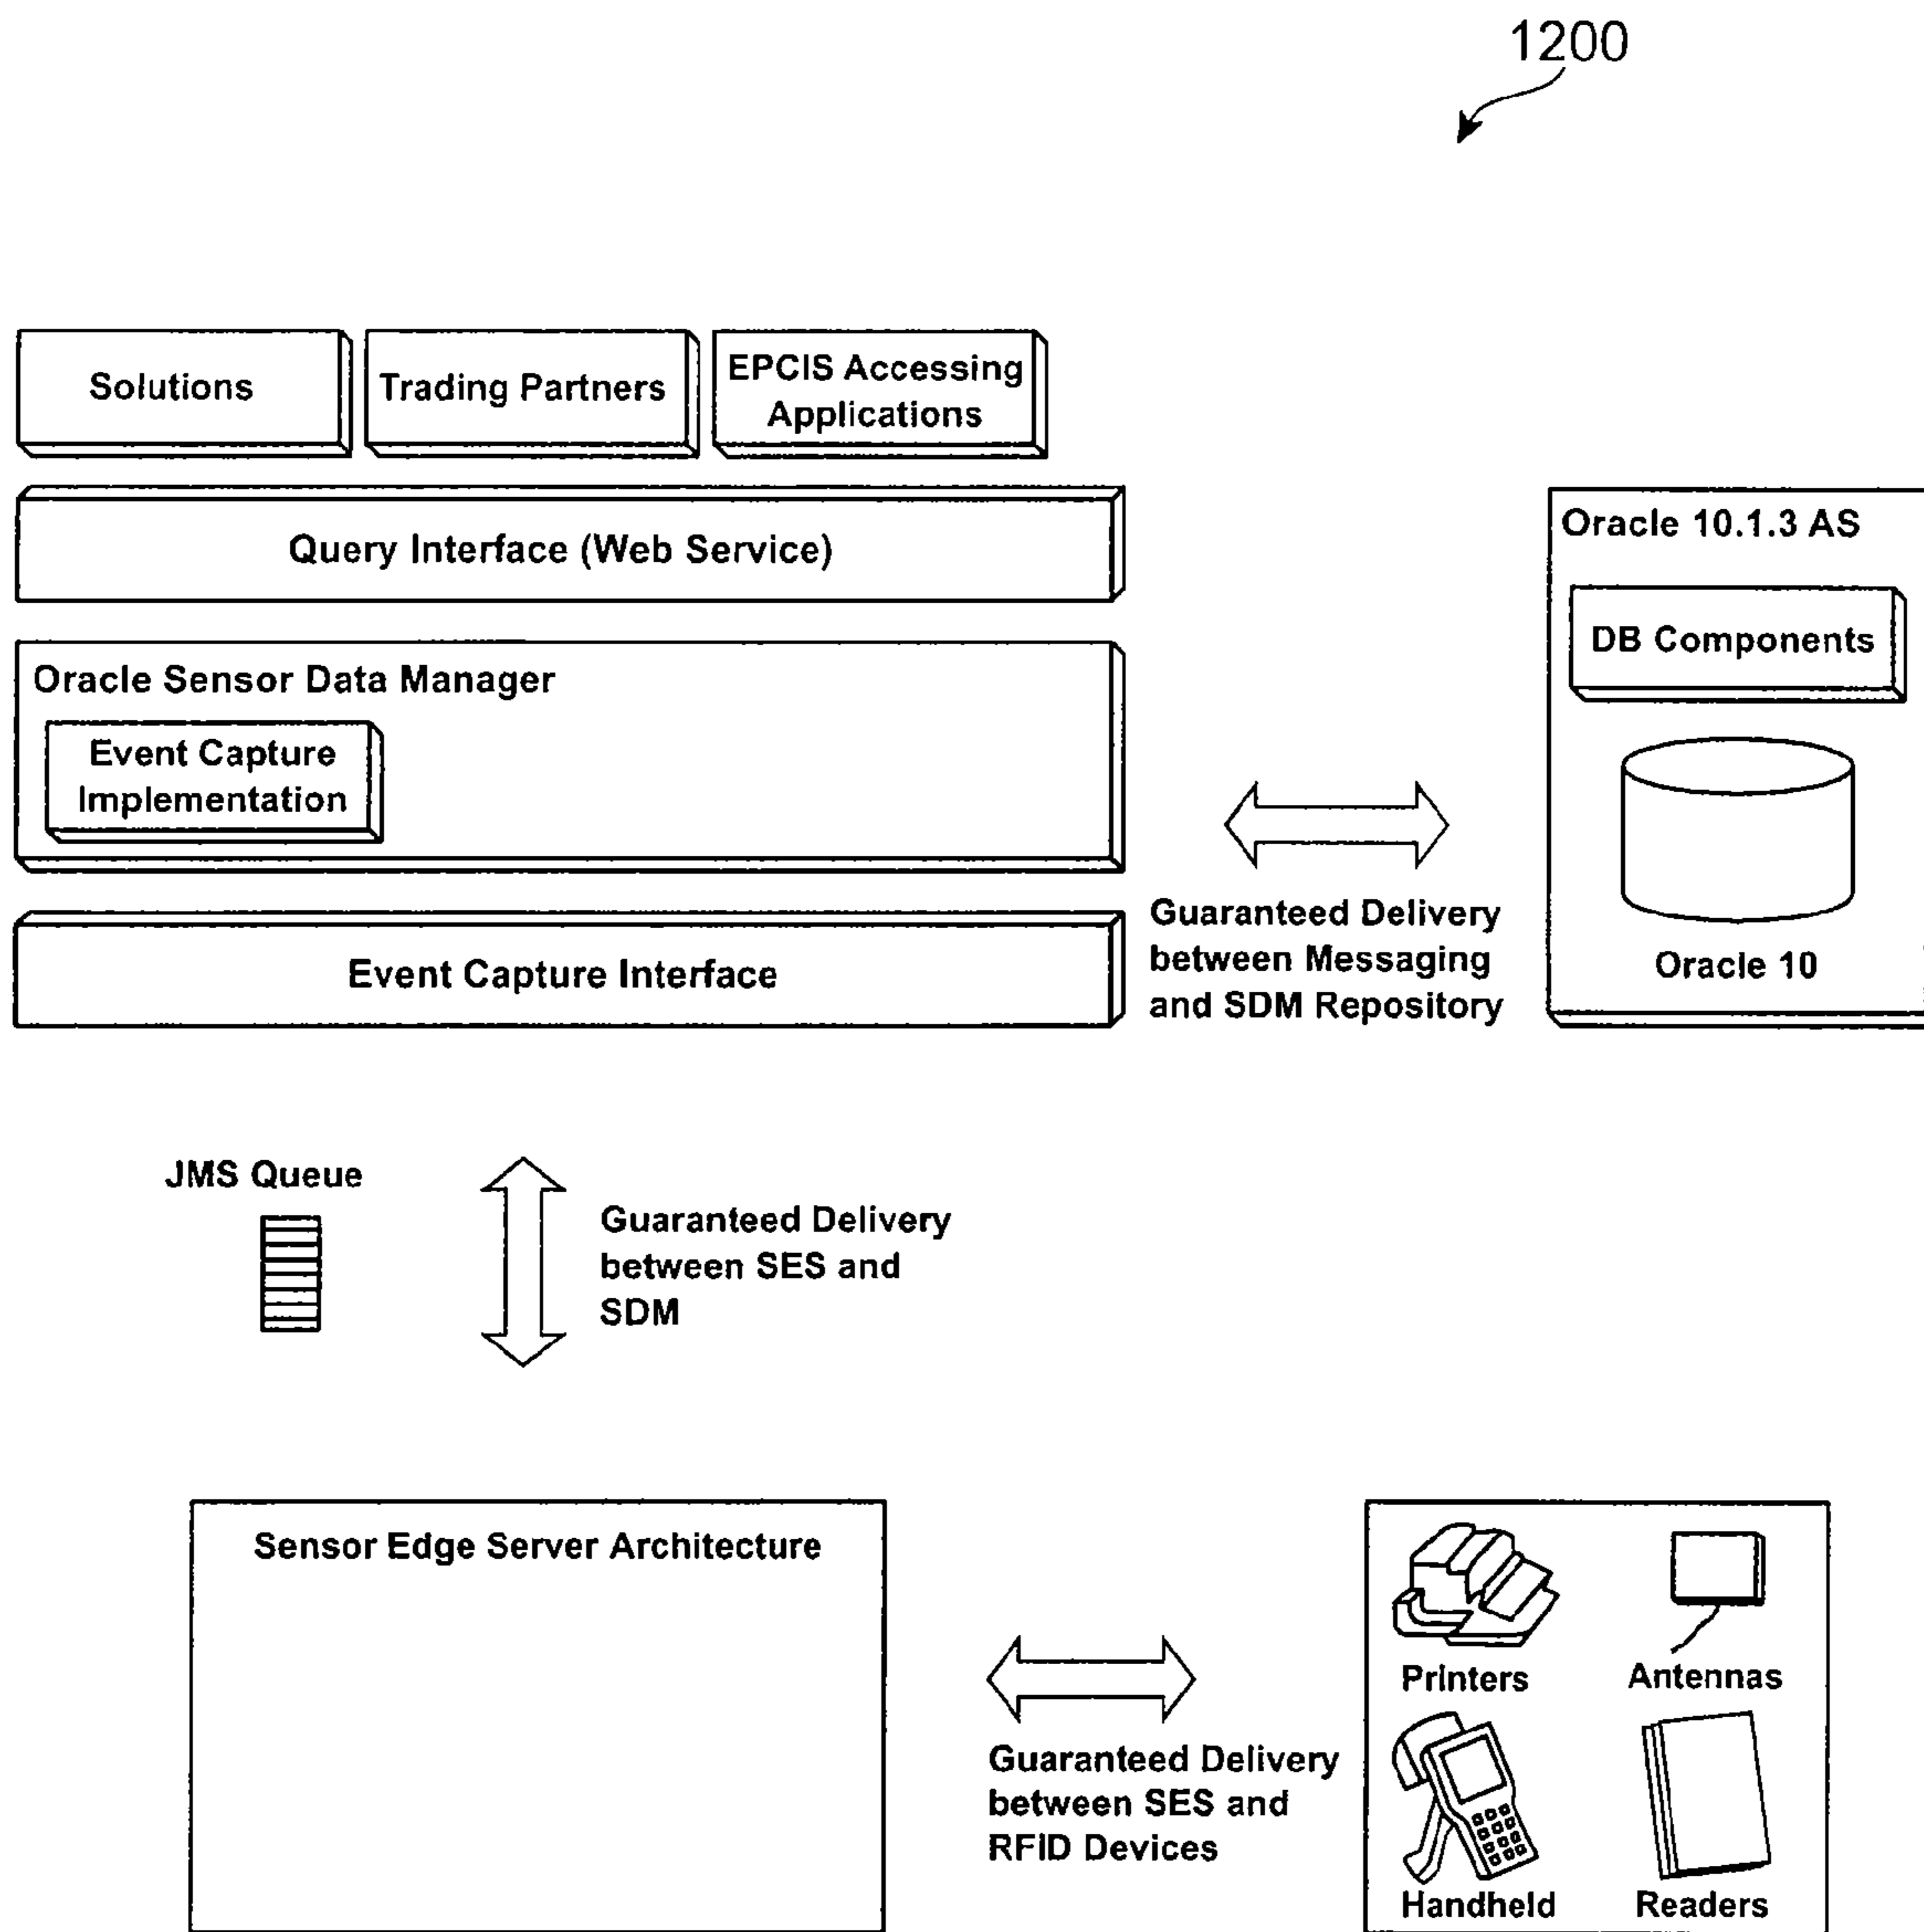 1200
Solutions
Trading Partners
EPCIS Accessing
Applications
Query Interface (Web Service)
Oracle Sensor Data Manager
Event Capture
Implementation
Event Capture Interface
Guaranteed Delivery
between Messaging
and SDM Repository
Oracle 10.1.3 AS
DB Components
Oracle 10
JMS Queue
Guaranteed Delivery
between SES and
SDM
Sensor Edge Server Architecture
Guaranteed Delivery
between SES and
RFID Devices
Printers
Antennas
Handheld
Readers